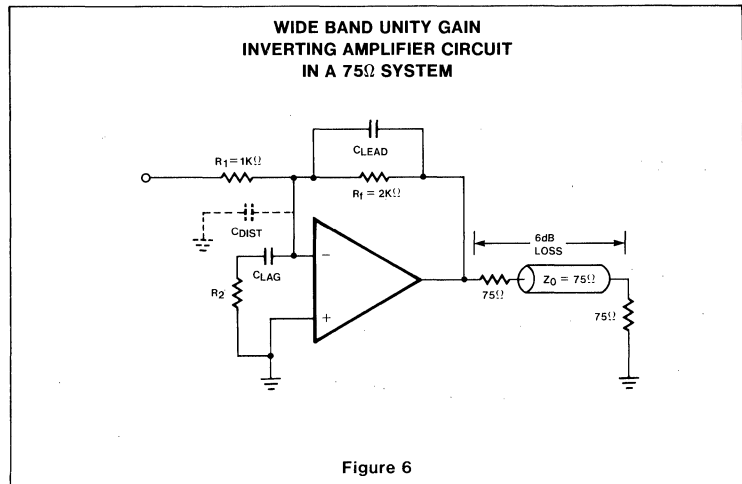 WIDE BAND UNITY GAIN
INVERTING AMPLIFIER CIRCUIT
IN A 75Ω SYSTEM
CLEAD
R1 = 1KΩ
Rf = 2KΩ
CDIST
6dB
LOSS
CLAG
−
Z0 = 75Ω
75Ω
R2
+
75Ω
Figure 6